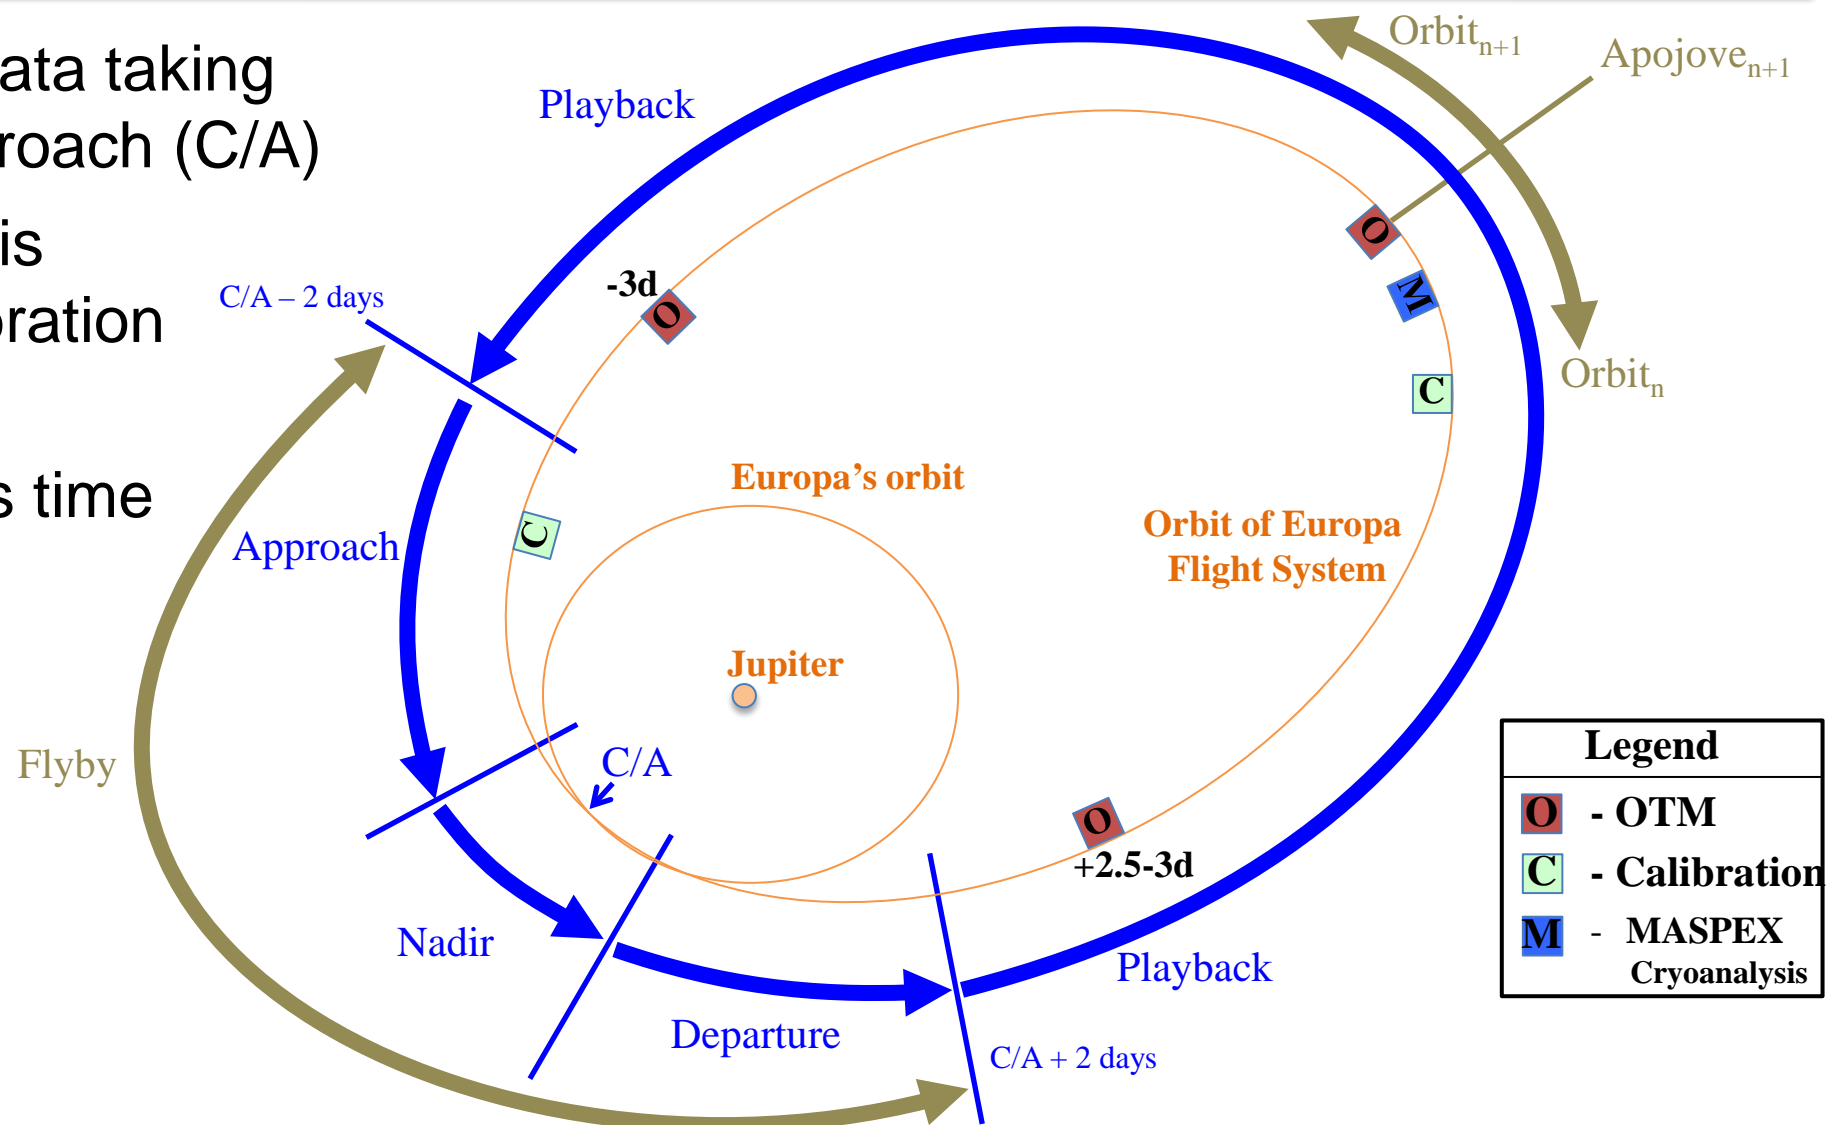 ata taking
roach (C/A)
is
oration
s time
Playback
Orbitn+1
Apojoven+1
Orbitn
O
M
C
-3d
O
C/A – 2 days
C
Approach
Europa’s orbit
Orbit of Europa
Flight System
Jupiter
C/A
Flyby
O
+2.5-3d
Nadir
Departure
Playback
C/A + 2 days
Legend
O - OTM
C - Calibration
M - MASPEX
Cryoanalysis